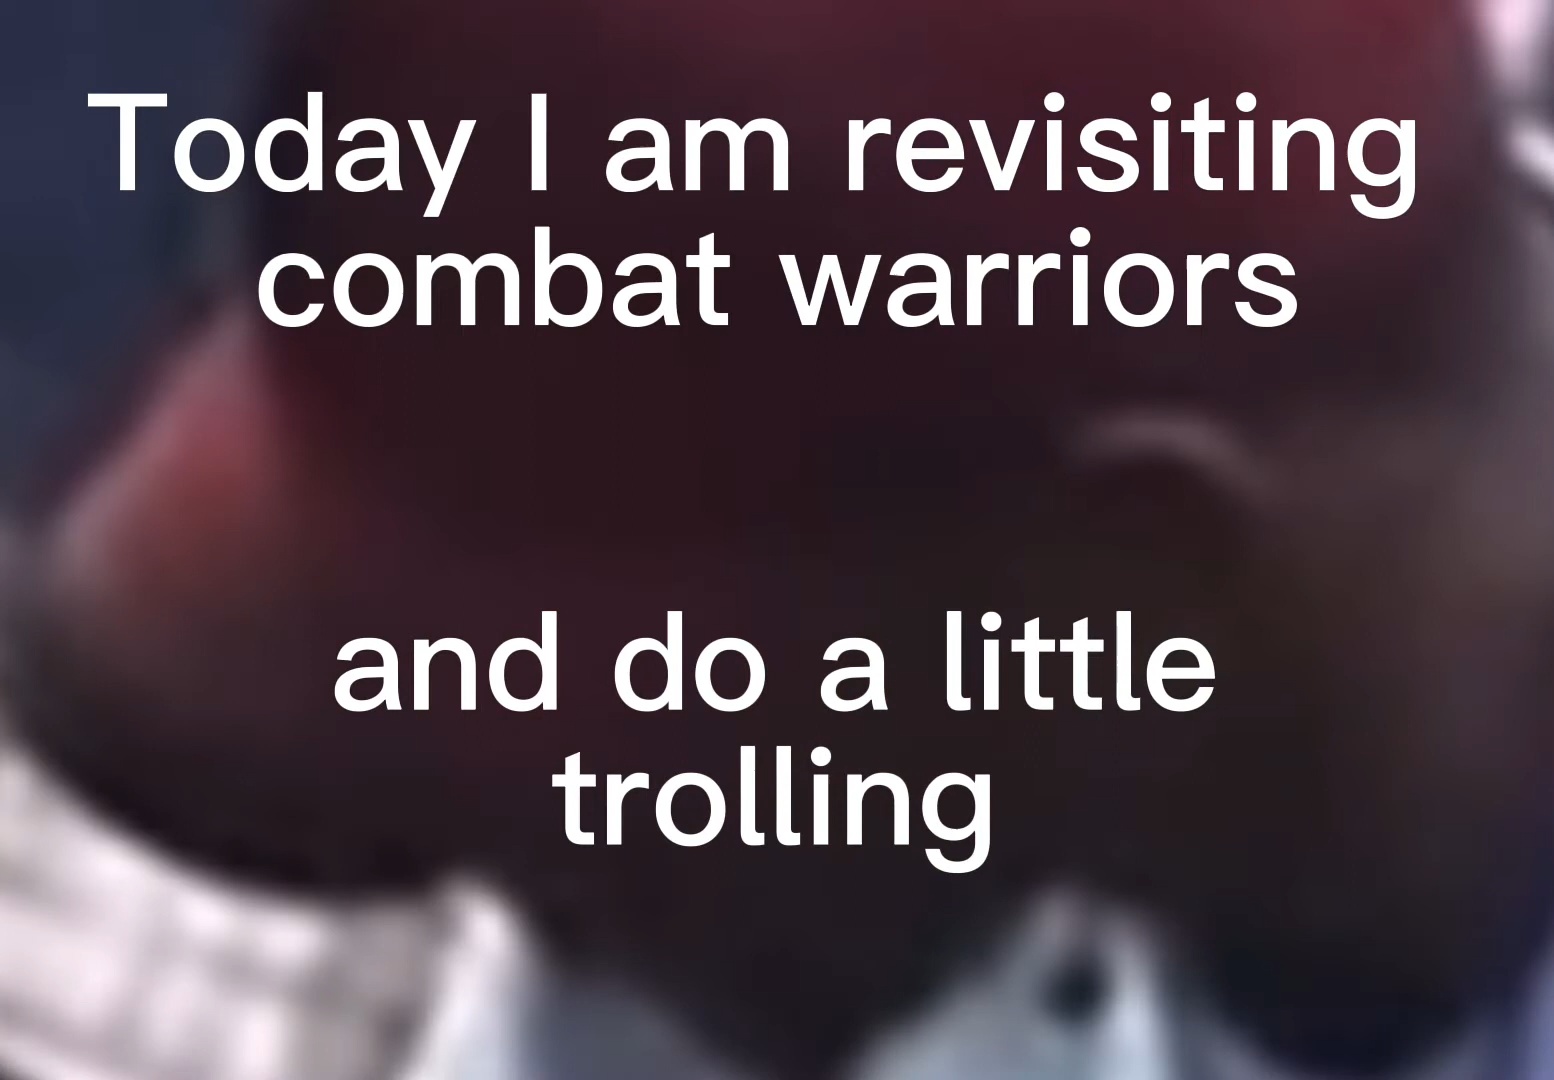 Today I am revisiting
combat warriors
and do a little
trolling